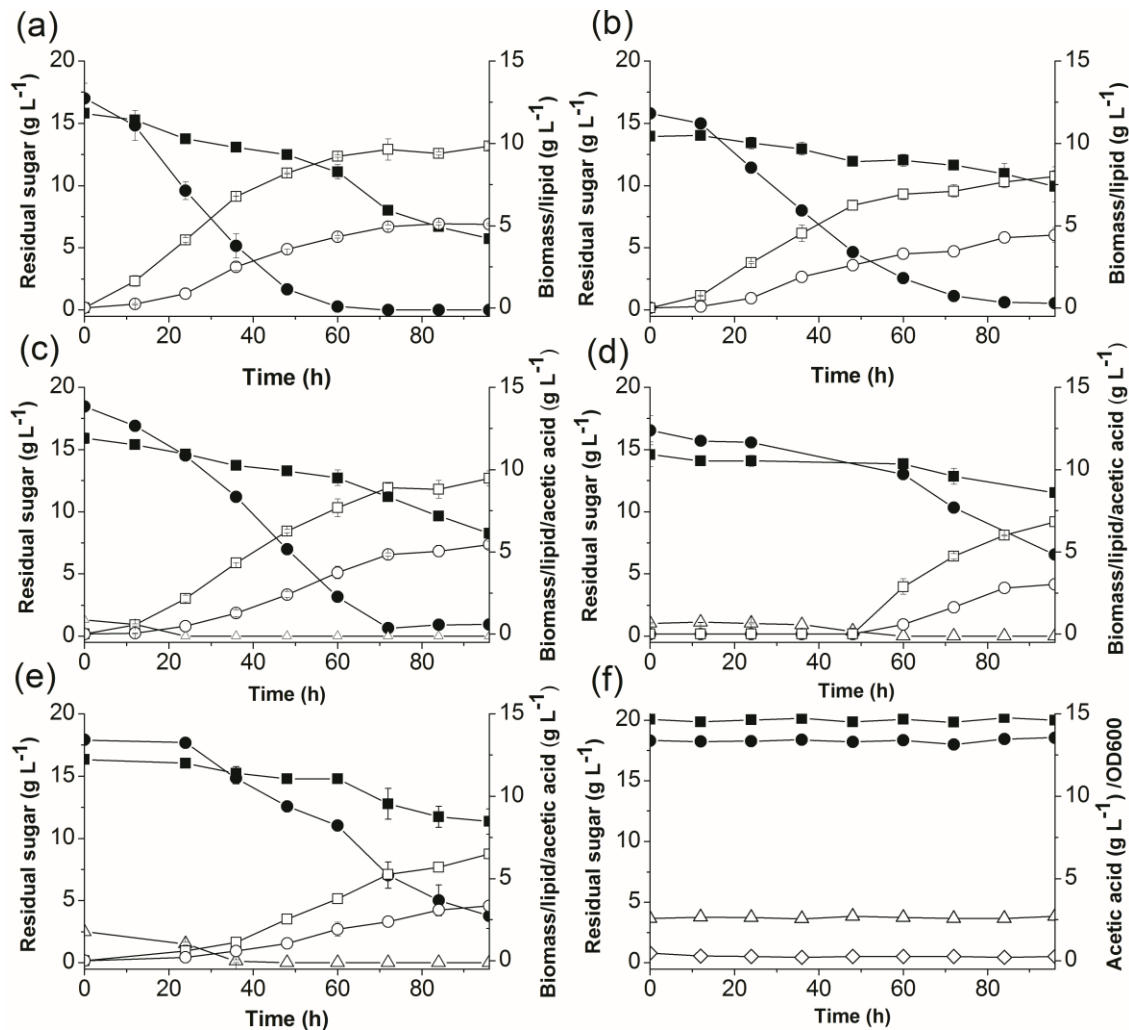 (a)
Residual sugar (g L-1)
20
15
10
5
0
15
10
5
0
Biomass/lipid (g L-1)
0 20 40 60 80
Time (h)
(b)
Residual sugar (g L-1)
20
15
10
5
0
15
10
5
0
Biomass/lipid (g L-1)
0 20 40 60 80
Time (h)
(c)
Residual sugar (g L-1)
20
15
10
5
0
15
10
5
0
Biomass/lipid/acetic acid (g L-1)
0 20 40 60 80
Time (h)
(d)
Residual sugar (g L-1)
20
15
10
5
0
15
10
5
0
Biomass/lipid/acetic acid (g L-1)
0 20 40 60 80
Time (h)
(e)
Residual sugar (g L-1)
20
15
10
5
0
15
10
5
0
Biomass/lipid/acetic acid (g L-1)
0 20 40 60 80
Time (h)
(f)
Residual sugar (g L-1)
20
15
10
5
0
15
10
5
0
Acetic acid (g L-1) /OD600
0 20 40 60 80
Time (h)